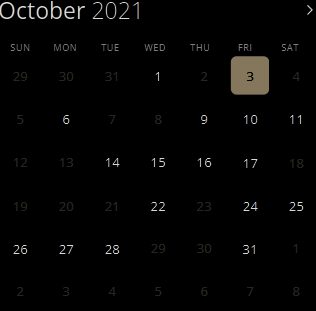 October 2021
SUN MON TUE WED THU FRI SAT
29 30 31 1 2 3 4
5 6 7 8 9 10 11
12 13 14 15 16 17 18
19 20 21 22 23 24 25
26 27 28 29 30 31 1
2 3 4 5 6 7 8